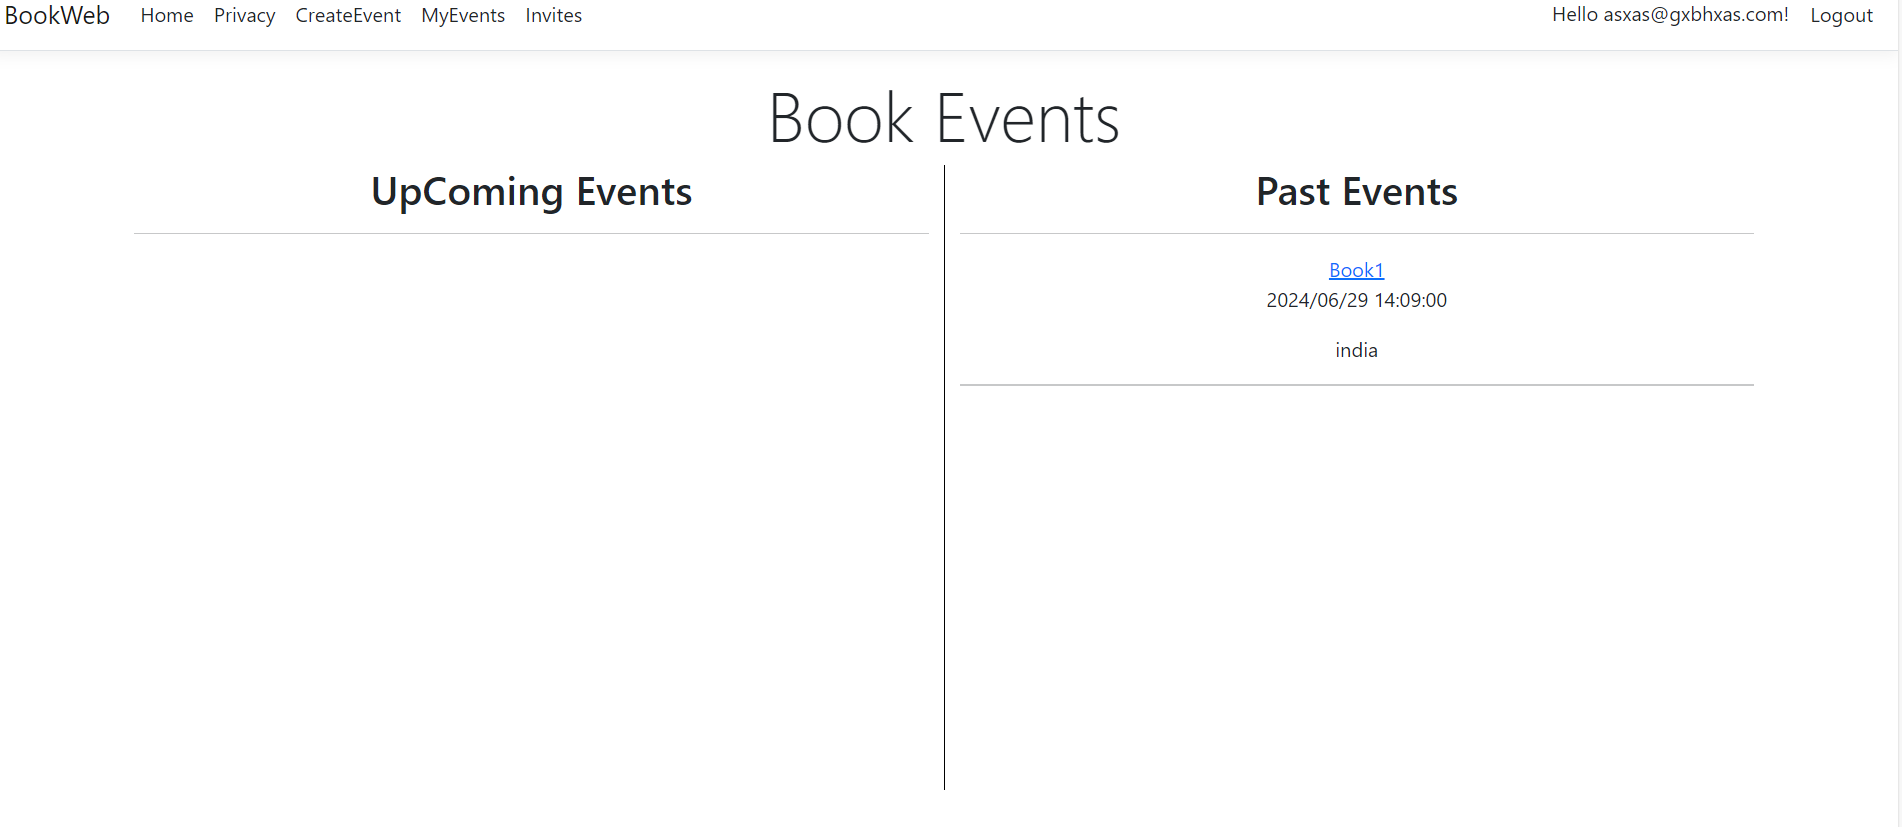 BookWeb Home Privacy CreateEvent MyEvents Invites Hello asxas@gxbhxas.com! Logout
Book Events
UpComing Events
Past Events
Book1
2024/06/29 14:09:00
india